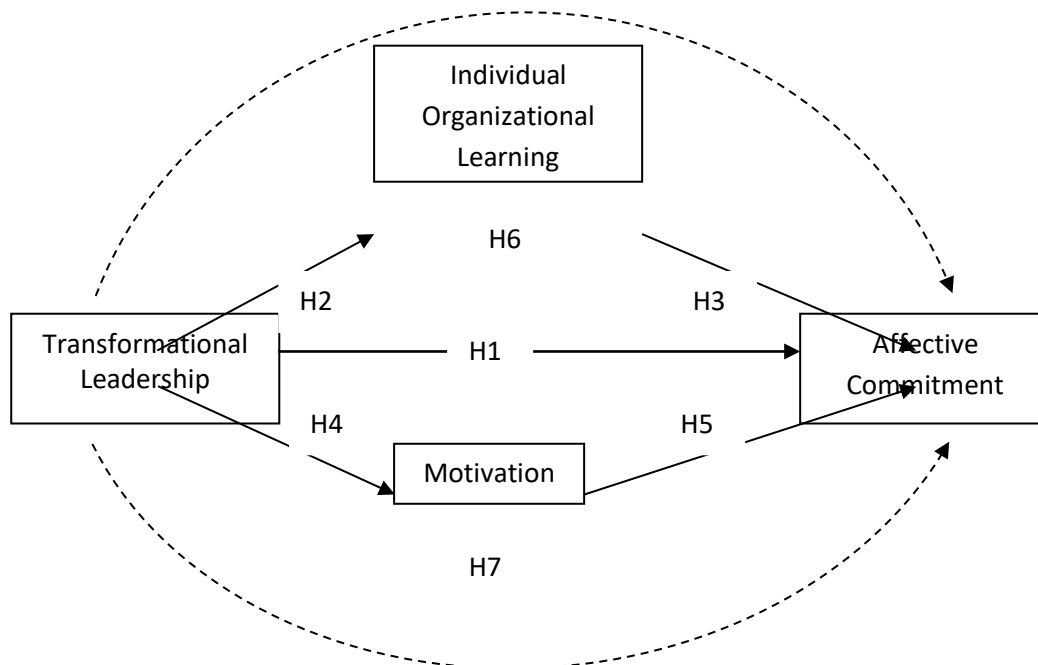 Individual
Organizational
Learning
H6
H2
H3
Transformational
Leadership
H1
Affective
Commitment
H4
H5
Motivation
H7